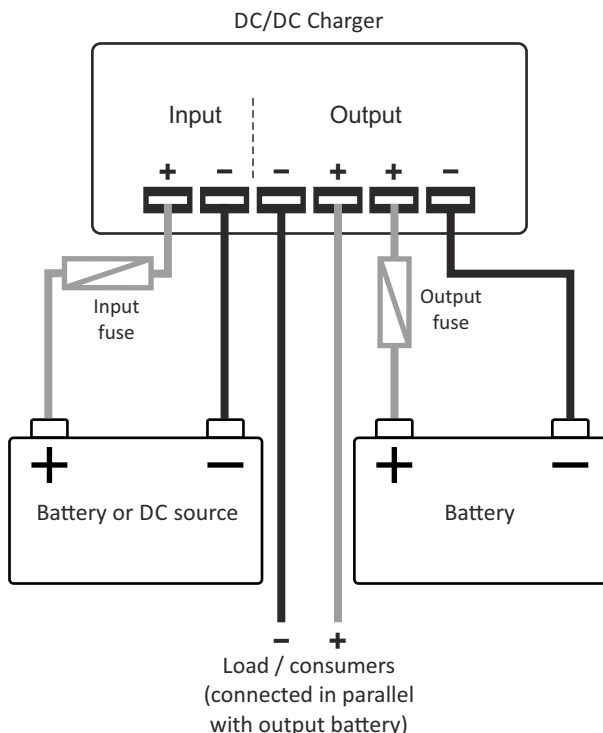 DC/DC Charger
Input Output
+ − − + + −
Input
fuse
Output
fuse
+ −
Battery or DC source
+ −
Battery
− +
Load / consumers
(connected in parallel
with output battery)